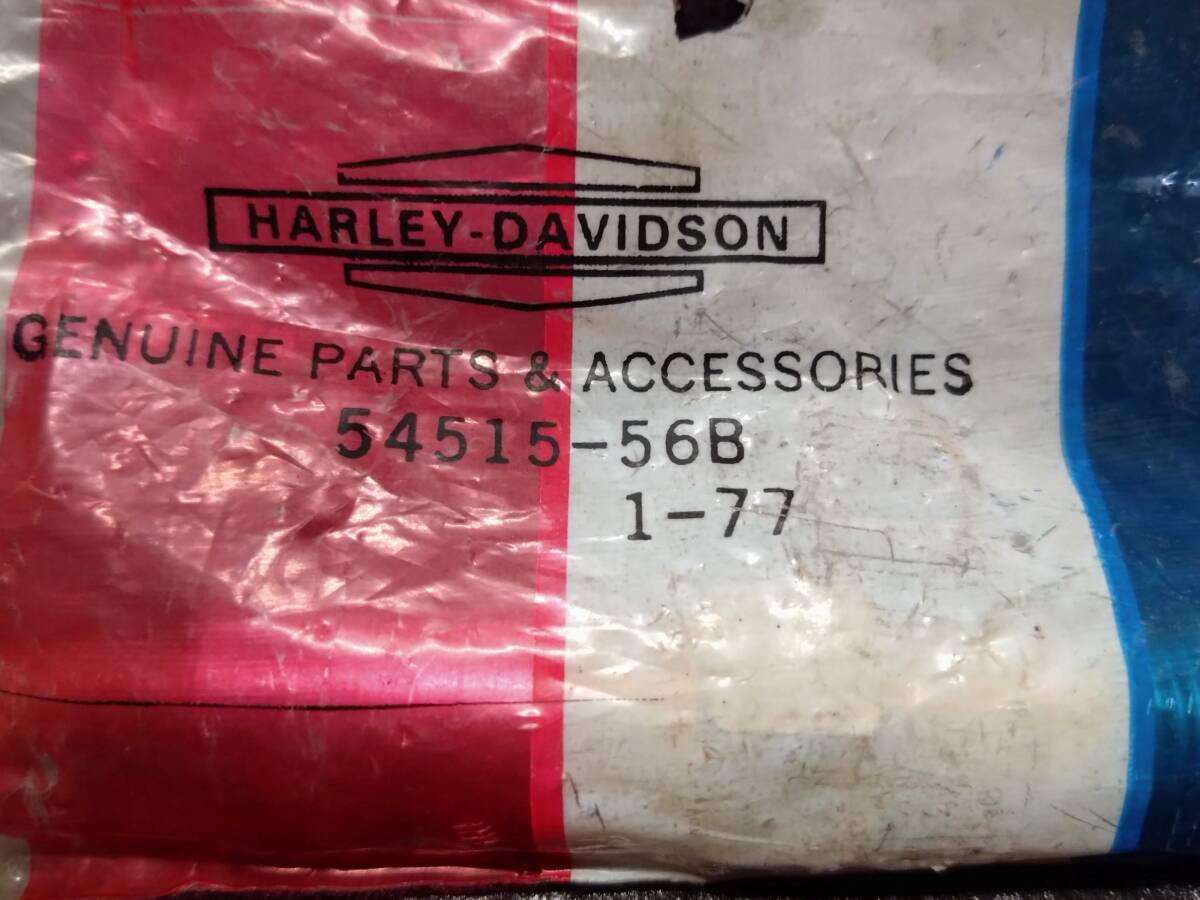 HARLEY-DAVIDSON
GENUINE PARTS & ACCESSORIES
54515-56B
1-77